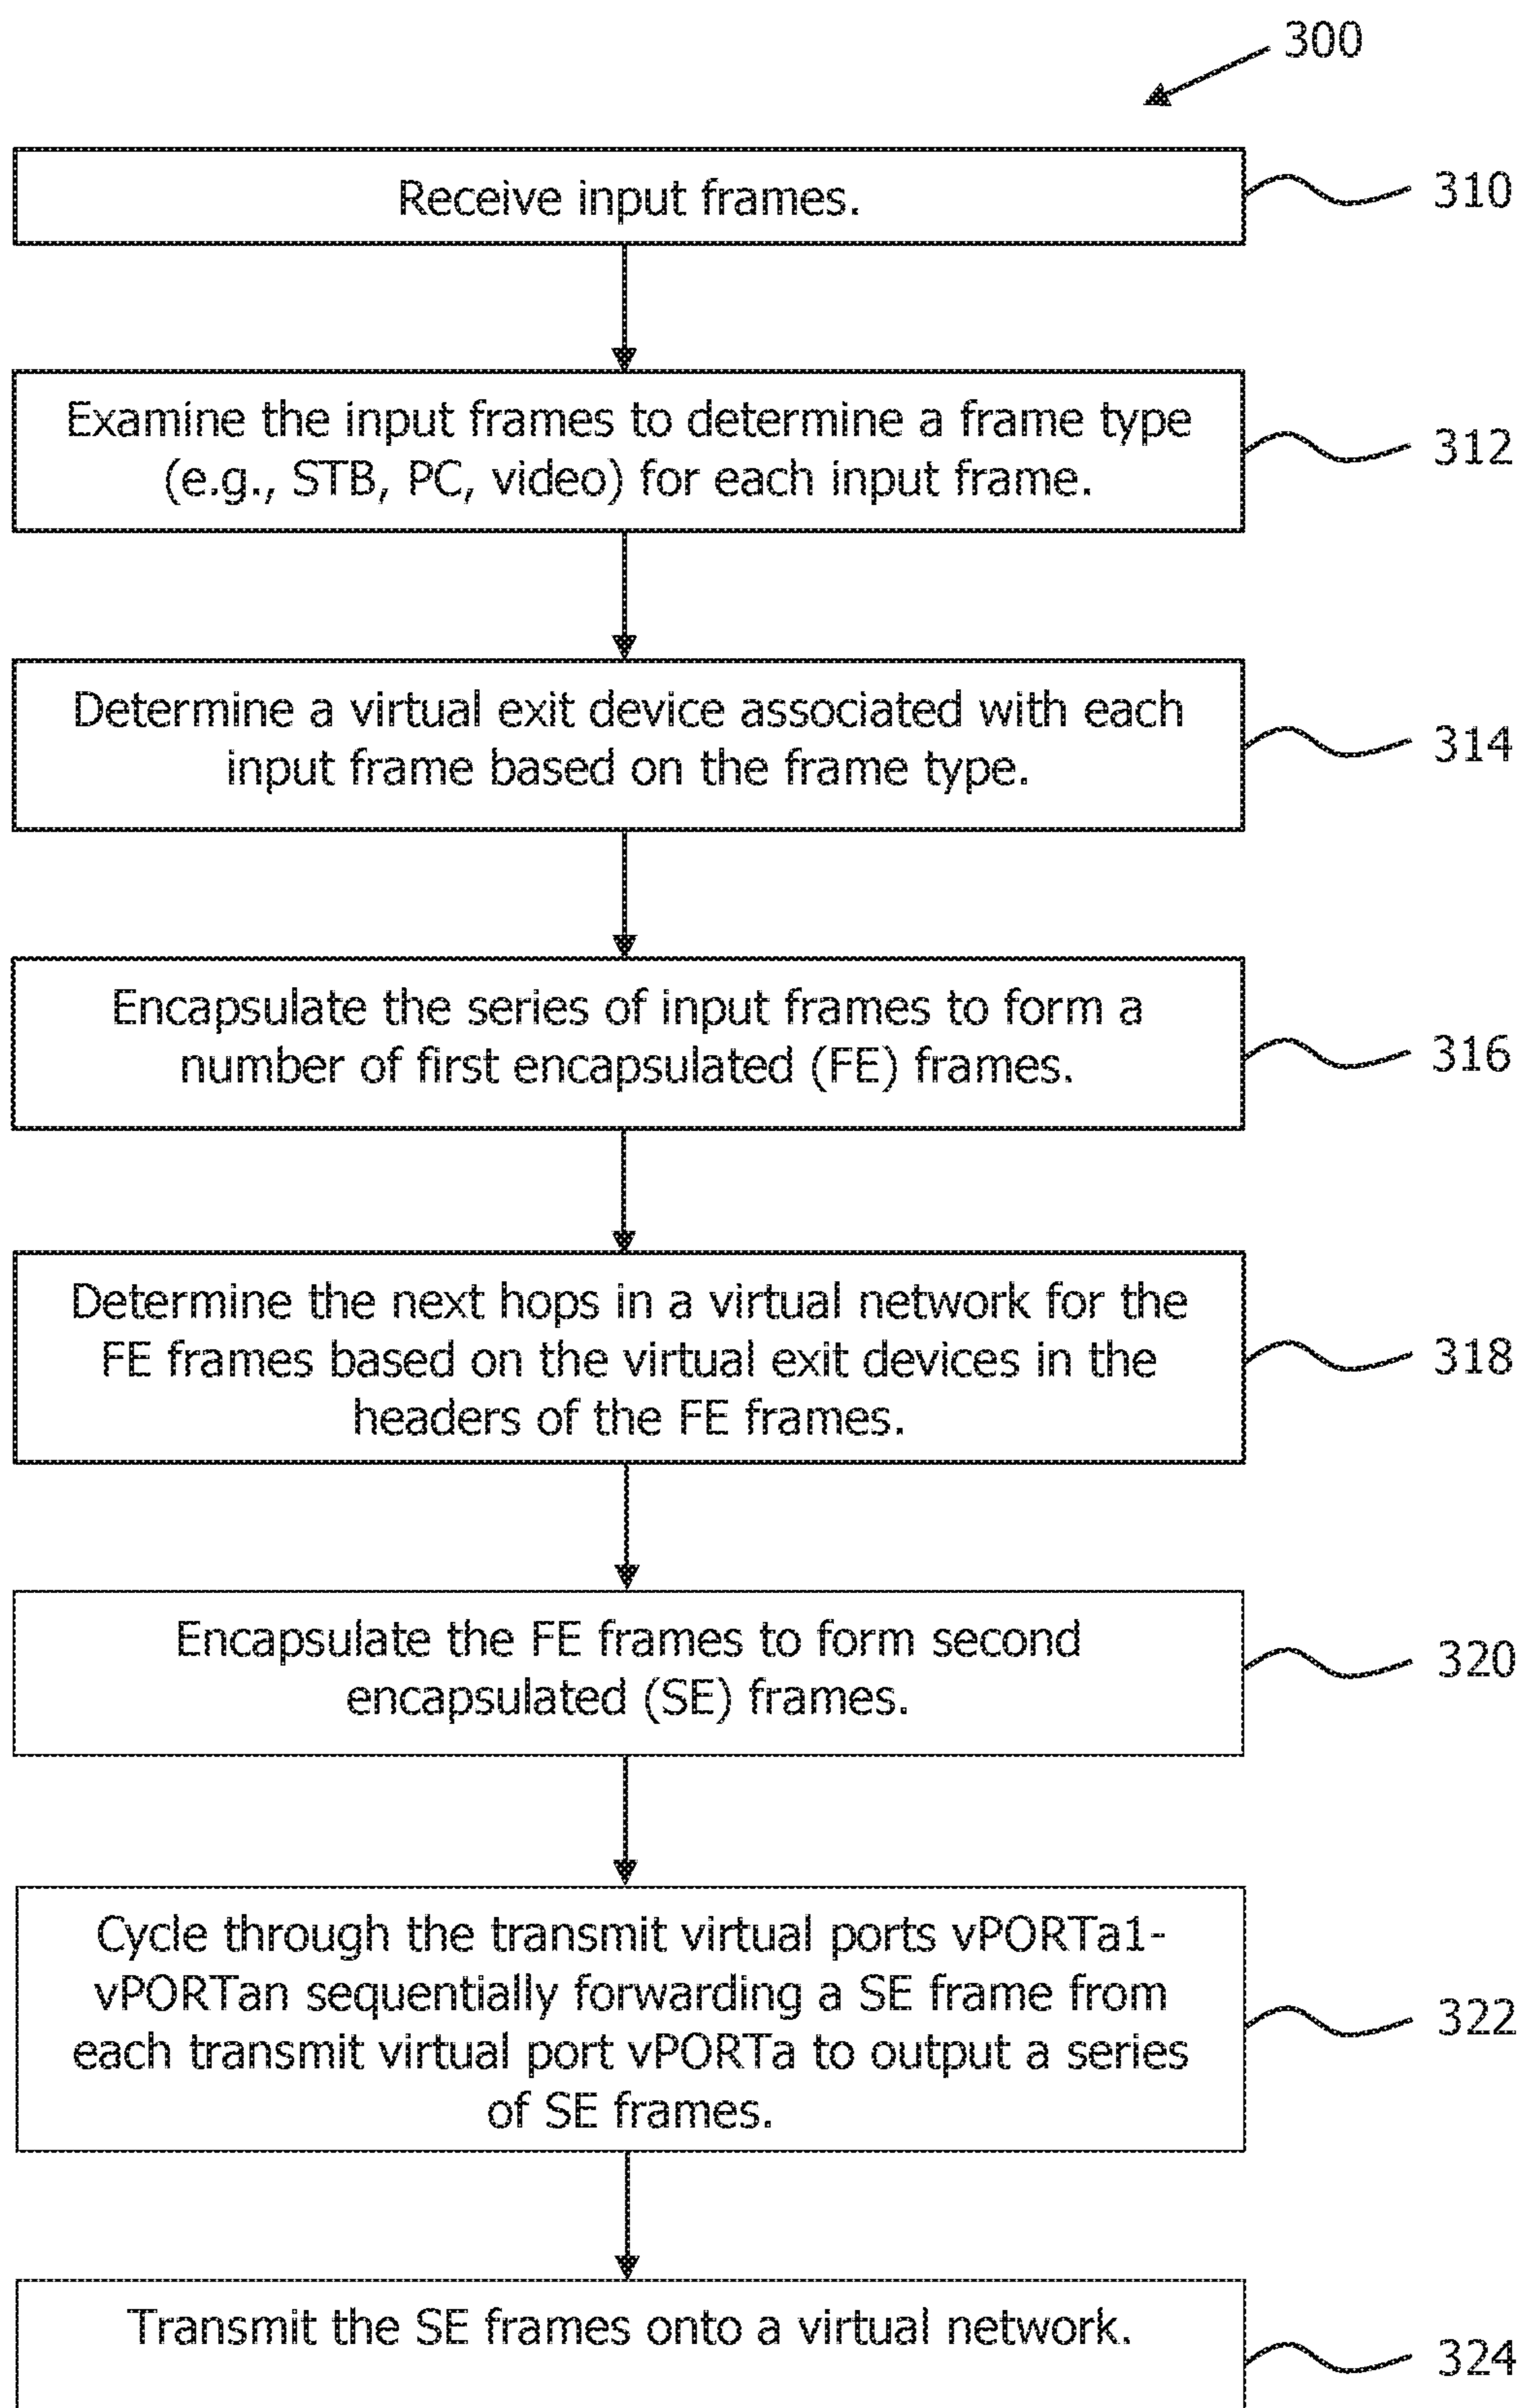 300
Receive input frames.
310
Examine the input frames to determine a frame type
(e.g., STB, PC, video) for each input frame.
312
Determine a virtual exit device associated with each
input frame based on the frame type.
314
Encapsulate the series of input frames to form a
number of first encapsulated (FE) frames.
316
Determine the next hops in a virtual network for the
FE frames based on the virtual exit devices in the
headers of the FE frames.
318
Encapsulate the FE frames to form second
encapsulated (SE) frames.
320
Cycle through the transmit virtual ports vPORTa1-
vPORTan sequentially forwarding a SE frame from
each transmit virtual port vPORTa to output a series
of SE frames.
322
Transmit the SE frames onto a virtual network.
324